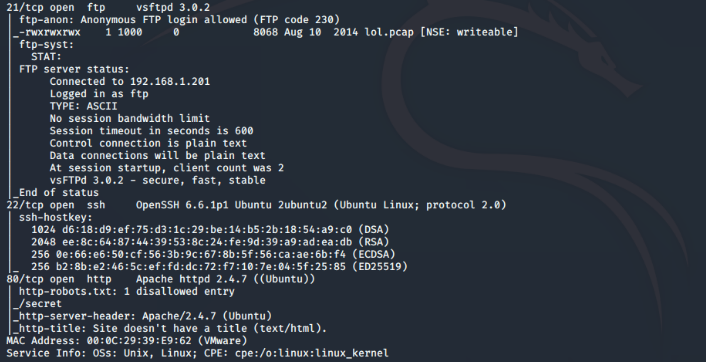 21/tcp open  ftp     vsftpd 3.0.2
| ftp-anon: Anonymous FTP login allowed (FTP code 230)
|_-rwxrwxrwx    1 1000     0            8068 Aug 10  2014 lol.pcap [NSE: writeable]
| ftp-syst:
|   STAT:
| FTP server status:
|      Connected to 192.168.1.201
|      Logged in as ftp
|      TYPE: ASCII
|      No session bandwidth limit
|      Session timeout in seconds is 600
|      Control connection is plain text
|      Data connections will be plain text
|      At session startup, client count was 2
|      vsFTPd 3.0.2 - secure, fast, stable
|_End of status
22/tcp open  ssh     OpenSSH 6.6.1p1 Ubuntu 2ubuntu2 (Ubuntu Linux; protocol 2.0)
| ssh-hostkey:
|   1024 d6:18:d9:ef:75:d3:1c:29:be:14:b5:2b:18:54:a9:c0 (DSA)
|   2048 ee:8c:64:87:44:39:53:8c:24:fe:9d:39:a9:ad:ea:db (RSA)
|   256 0e:66:e6:50:cf:56:3b:9c:67:8b:5f:56:ca:ae:6b:f4 (ECDSA)
|_  256 b2:8b:e2:46:5c:ef:fd:dc:72:f7:10:7e:04:5f:25:85 (ED25519)
80/tcp open  http    Apache httpd 2.4.7 ((Ubuntu))
| http-robots.txt: 1 disallowed entry
|_/secret
|_http-server-header: Apache/2.4.7 (Ubuntu)
|_http-title: Site doesn't have a title (text/html).
MAC Address: 00:0C:29:39:E9:62 (VMware)
Service Info: OSs: Unix, Linux; CPE: cpe:/o:linux:linux_kernel